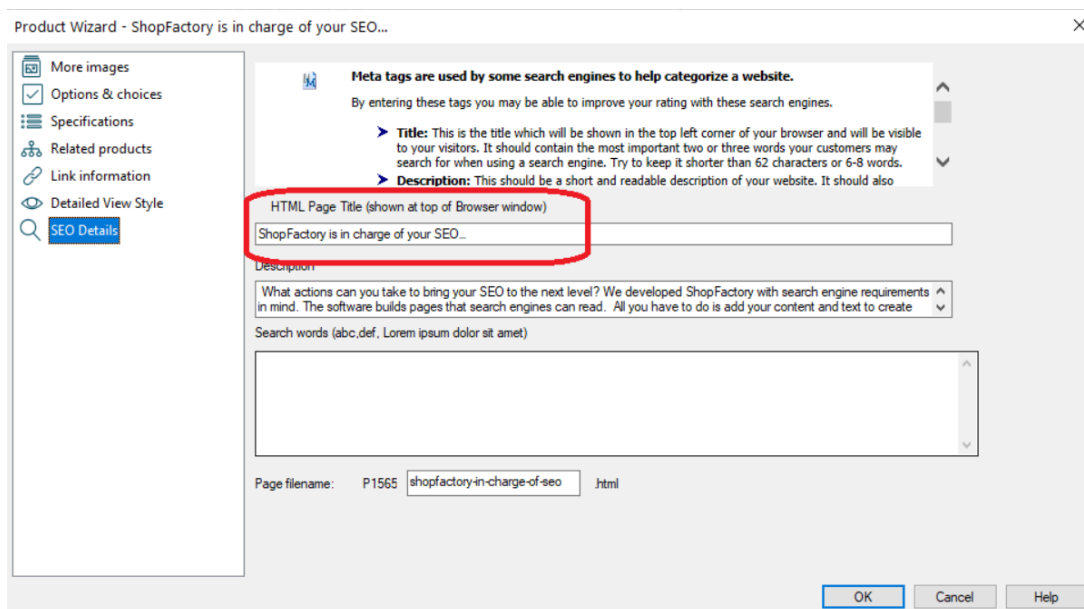 Product Wizard - ShopFactory is in charge of your SEO...
More images
Options & choices
Specifications
Related products
Link information
Detailed View Style
SEO Details
Meta tags are used by some search engines to help categorize a website.
By entering these tags you may be able to improve your rating with these search engines.
Title: This is the title which will be shown in the top left corner of your browser and will be visible
to your visitors. It should contain the most important two or three words your customers may
search for when using a search engine. Try to keep it shorter than 62 characters or 6-8 words.
Description: This should be a short and readable description of your website. It should also
HTML Page Title (shown at top of Browser window)
ShopFactory is in charge of your SEO...
Description
What actions can you take to bring your SEO to the next level? We developed ShopFactory with search engine requirements
in mind. The software builds pages that search engines can read.  All you have to do is add your content and text to create
Search words (abc,def, Lorem ipsum dolor sit amet)
Page filename: P1565 shopfactory-in-charge-of-seo .html
OK Cancel Help